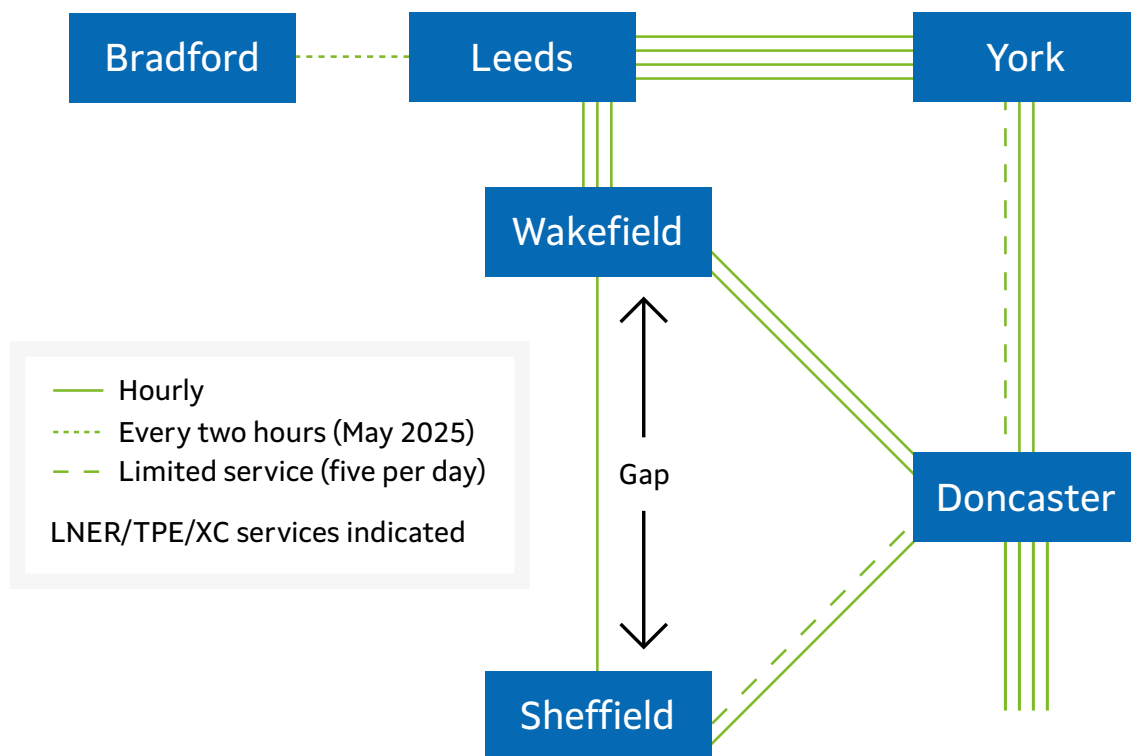 Bradford
Leeds
York
Wakefield
Hourly
Every two hours (May 2025)
Limited service (five per day)
LNER/TPE/XC services indicated
Gap
Doncaster
Sheffield